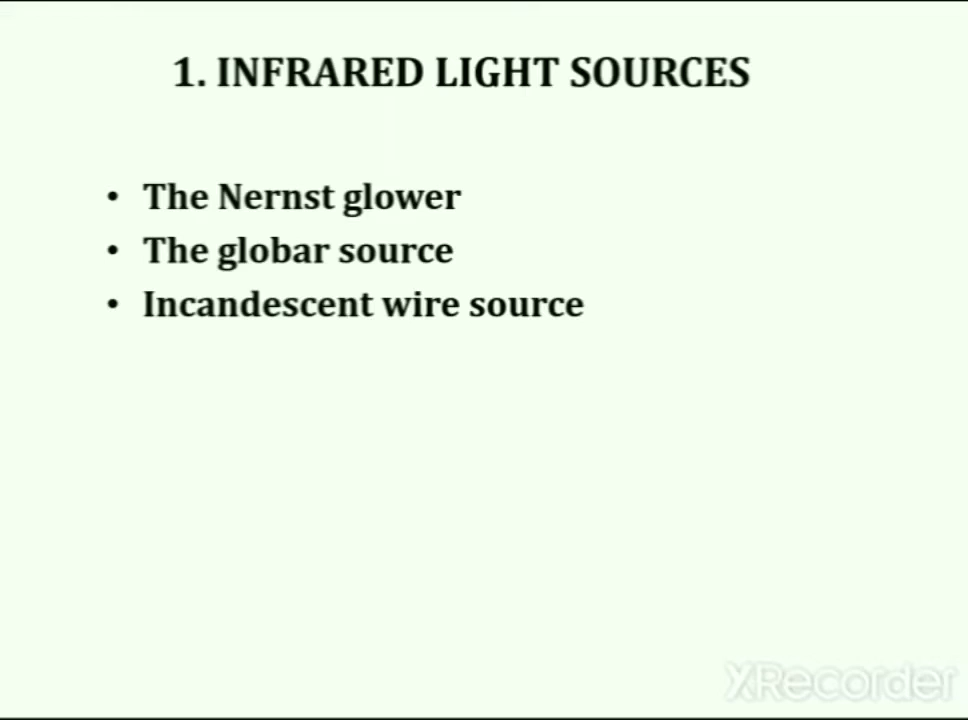 1. INFRARED LIGHT SOURCES
• The Nernst glower
• The globar source
• Incandescent wire source
XRecorder